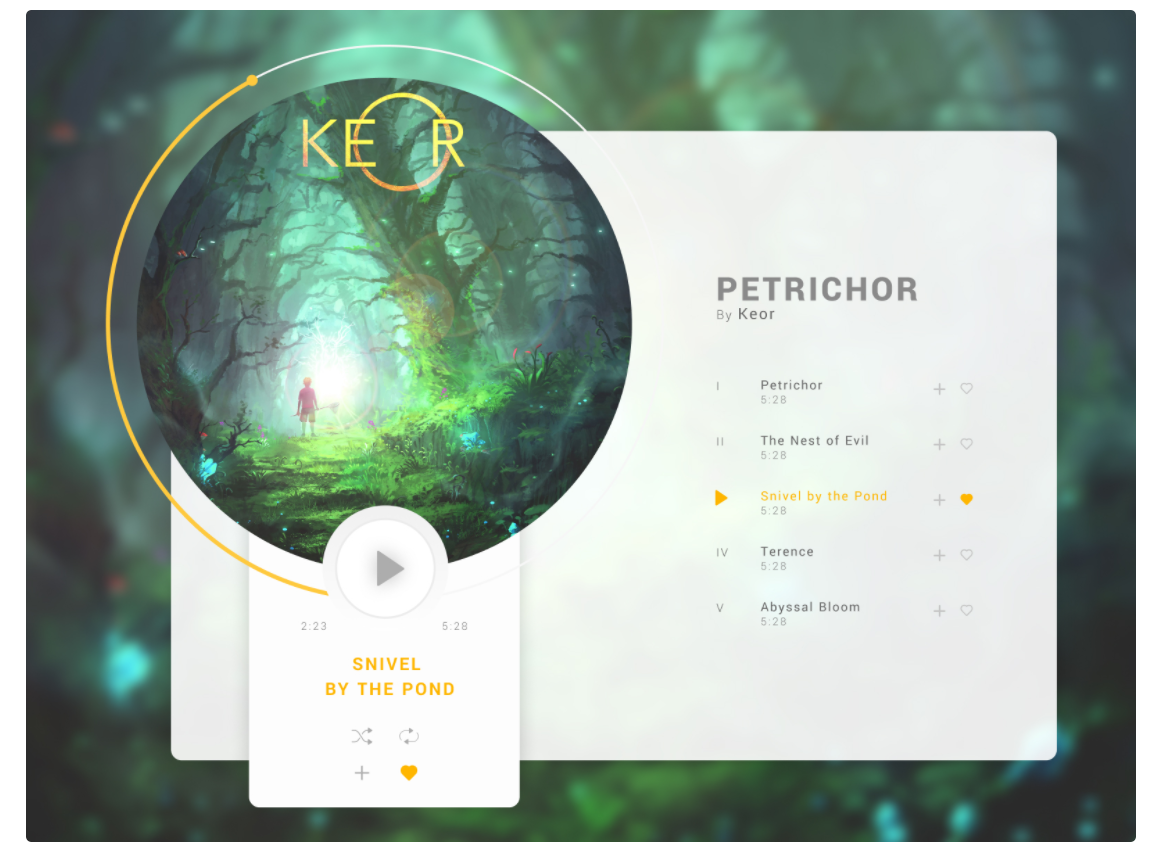 KEOR
PETRICHOR
By Keor
I
Petrichor
5:28
II
The Nest of Evil
5:28
Snivel by the Pond
5:28
IV
Terence
5:28
V
Abyssal Bloom
5:28
2:23
5:28
SNIVEL
BY THE POND